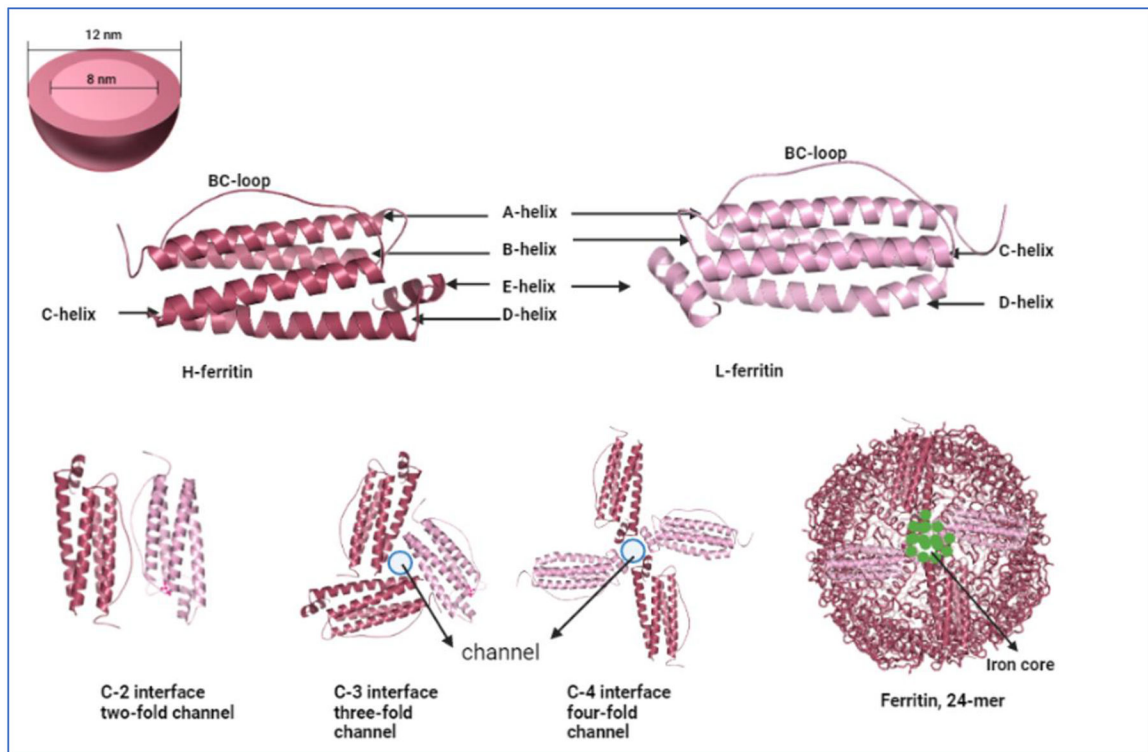 12 nm
8 nm
BC-loop
BC-loop
A-helix
B-helix
C-helix
E-helix
C-helix
D-helix
D-helix
H-ferritin
L-ferritin
channel
Iron core
C-2 interface
two-fold channel
C-3 interface
three-fold
channel
C-4 interface
four-fold
channel
Ferritin, 24-mer